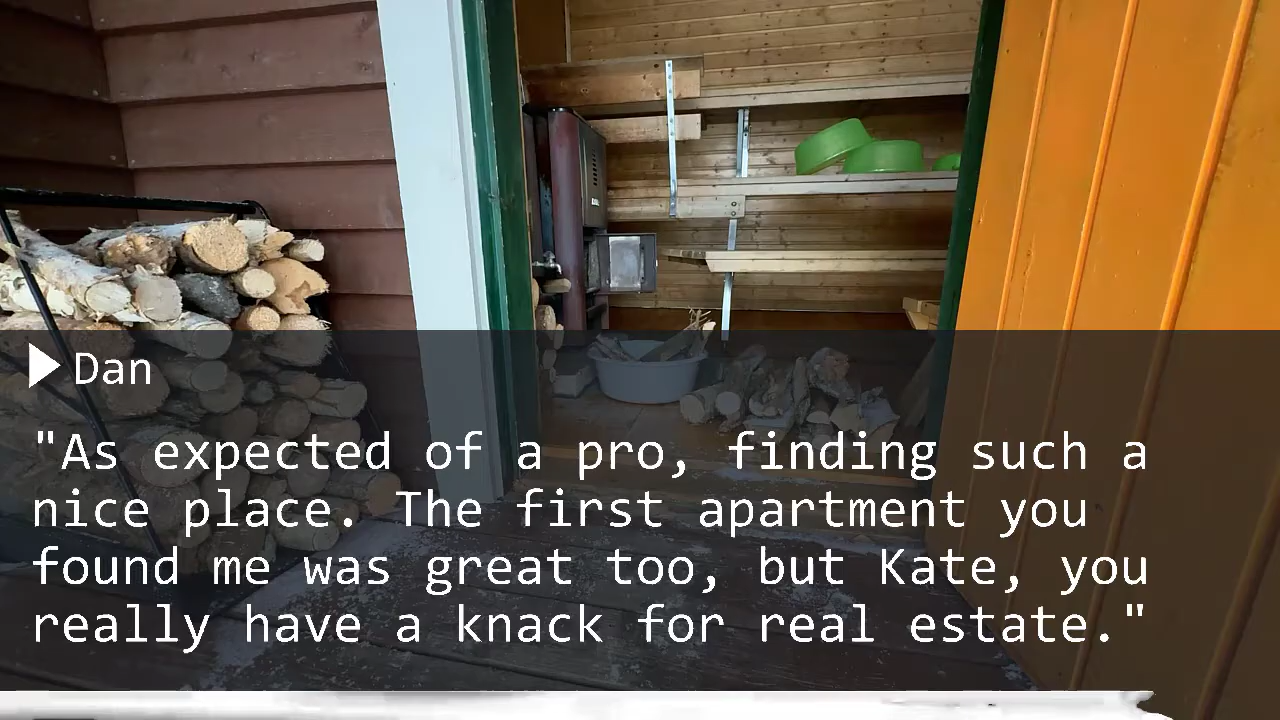 Dan
"As expected of a pro, finding such a
nice place. The first apartment you
found me was great too, but Kate, you
really have a knack for real estate."